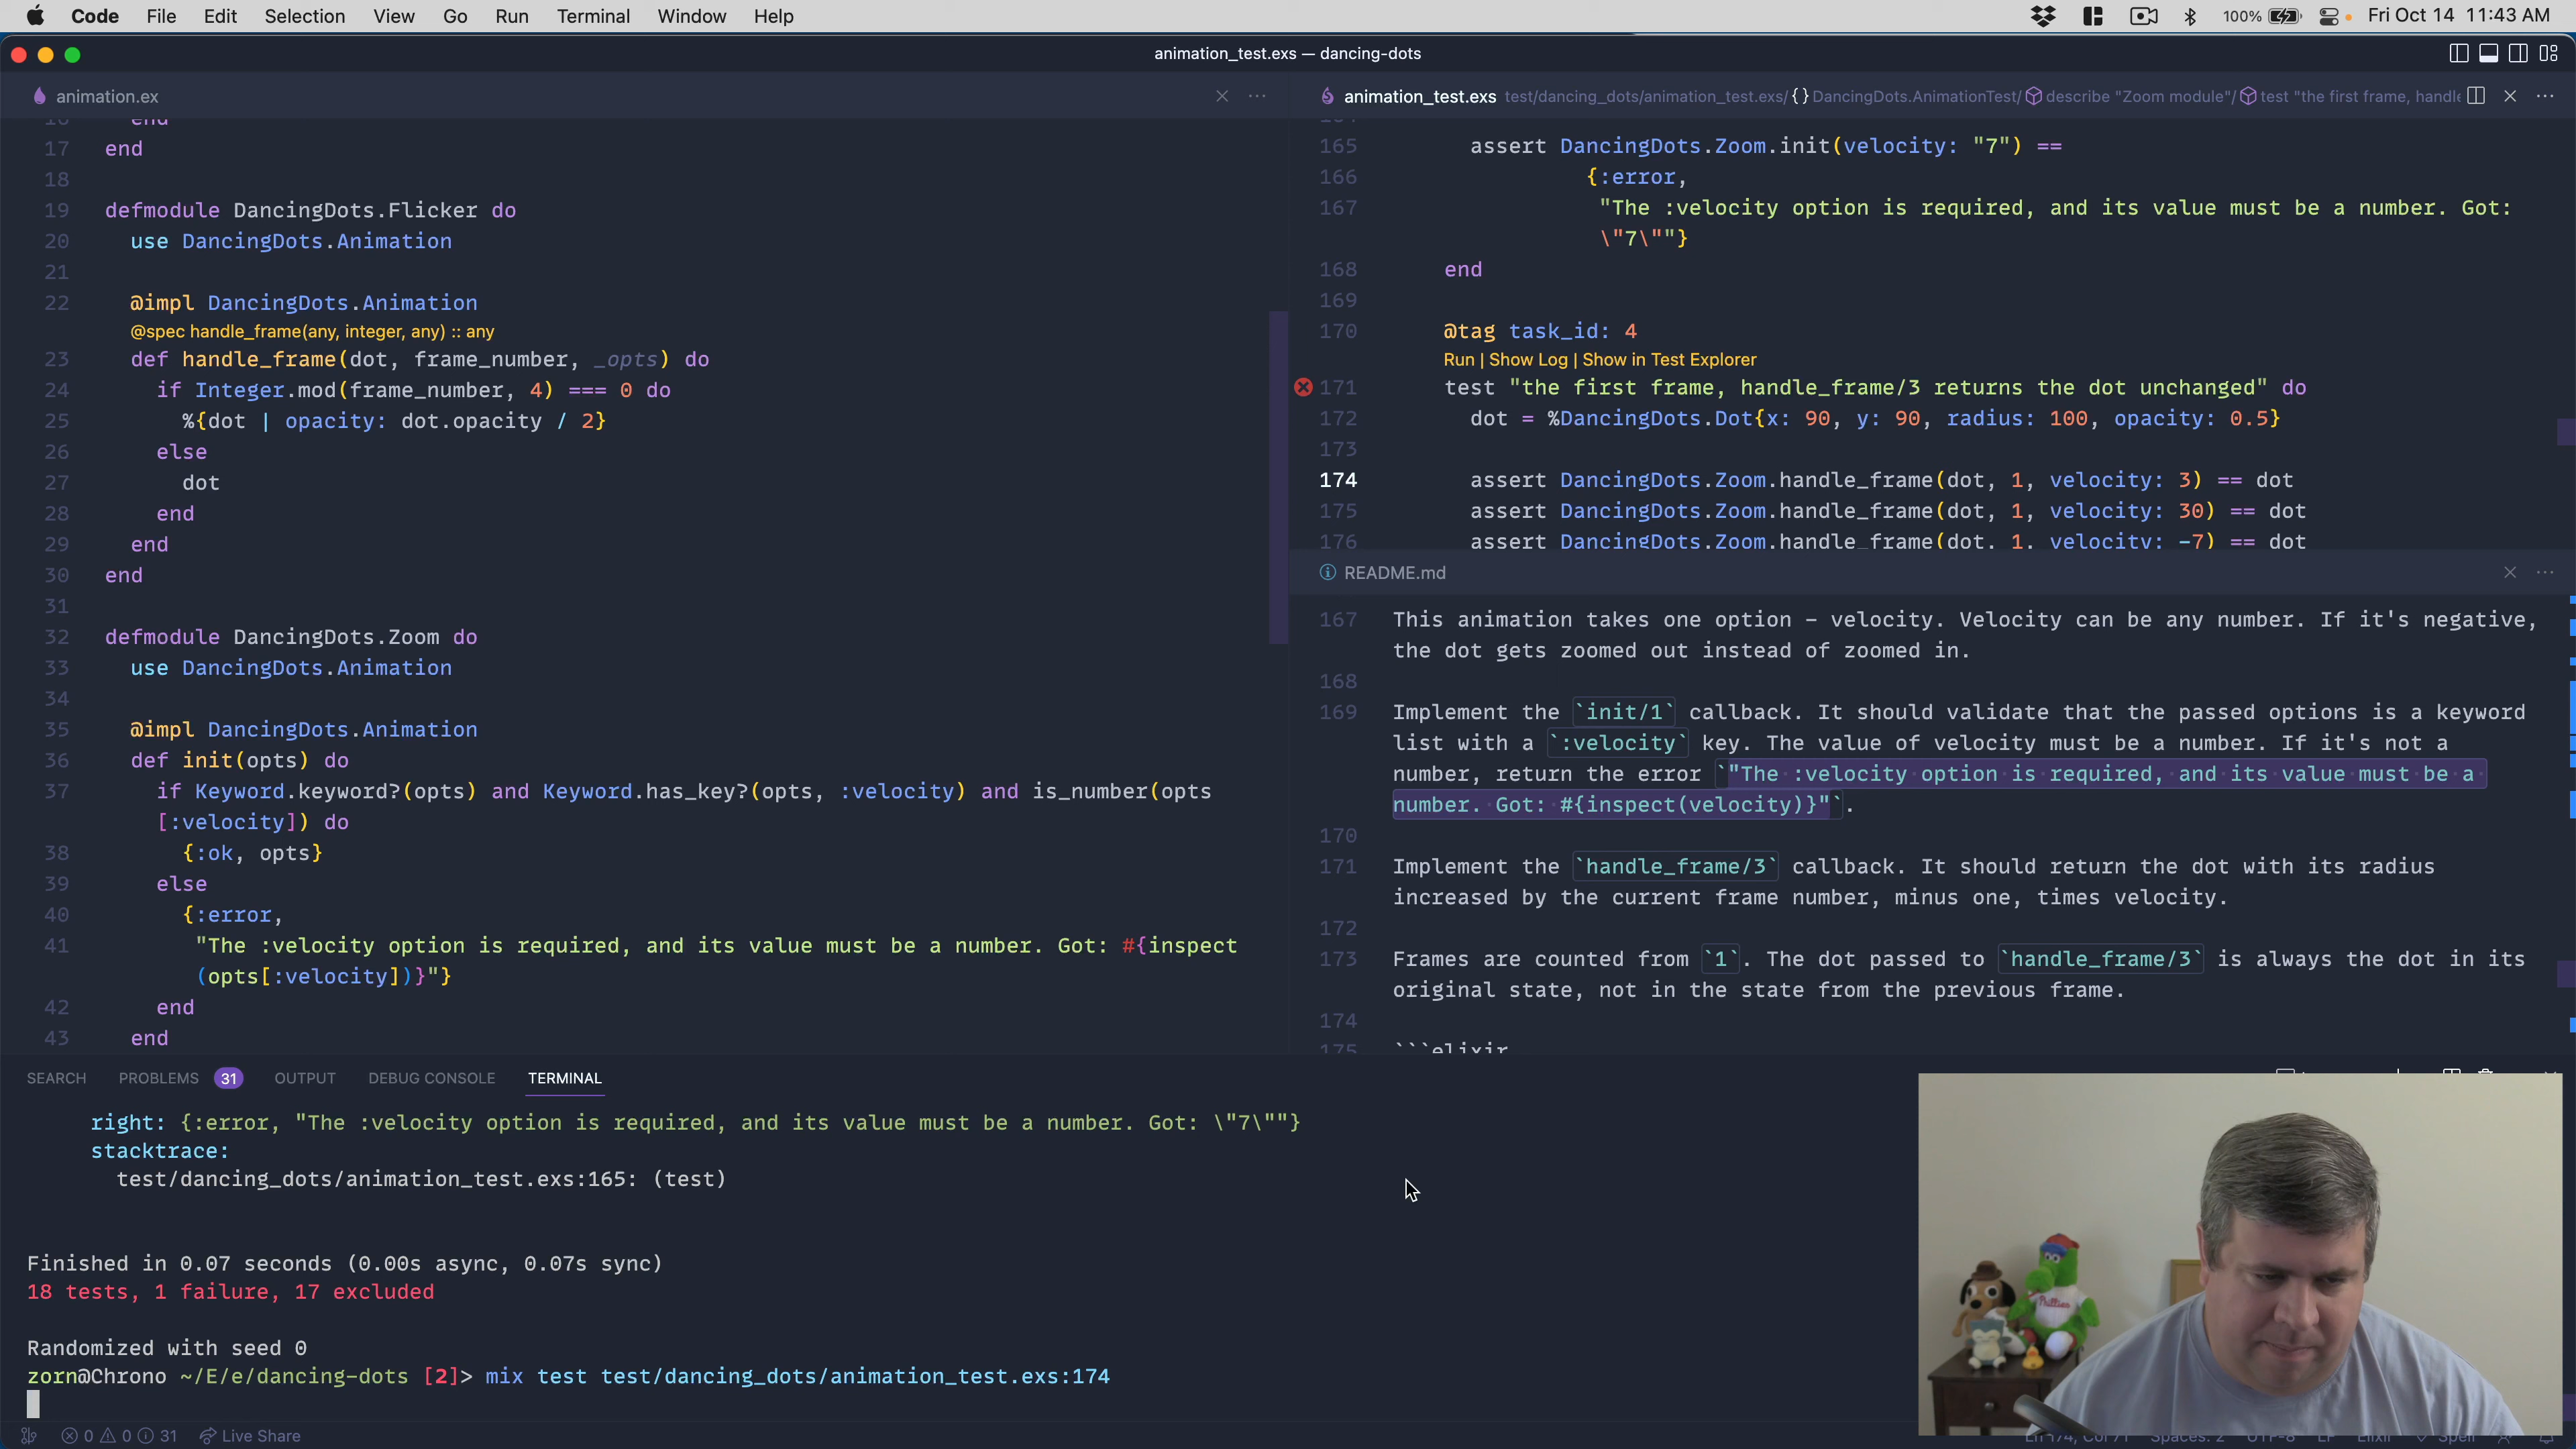 Code File Edit Selection View Go Run Terminal Window Help
100% Fri Oct 14 11:43 AM
animation_test.exs — dancing-dots
animation.ex
end
17 end
18
19 defmodule DancingDots.Flicker do
20 use DancingDots.Animation
21
22 @impl DancingDots.Animation
@spec handle_frame(any, integer, any) :: any
23 def handle_frame(dot, frame_number, _opts) do
24 if Integer.mod(frame_number, 4) === 0 do
25 %{dot | opacity: dot.opacity / 2}
26 else
27 dot
28 end
29 end
30 end
31
32 defmodule DancingDots.Zoom do
33 use DancingDots.Animation
34
35 @impl DancingDots.Animation
36 def init(opts) do
37 if Keyword.keyword?(opts) and Keyword.has_key?(opts, :velocity) and is_number(opts
[:velocity]) do
38 {:ok, opts}
39 else
40 {:error,
41 "The :velocity option is required, and its value must be a number. Got: #{inspect
(opts[:velocity])}"}
42 end
43 end
animation_test.exs test/dancing_dots/animation_test.exs/ {} DancingDots.AnimationTest/ describe "Zoom module"/ test "the first frame, handle
165 assert DancingDots.Zoom.init(velocity: "7") ==
166 {:error,
167 "The :velocity option is required, and its value must be a number. Got:
\"7\""}
168 end
169
170 @tag task_id: 4
Run | Show Log | Show in Test Explorer
171 test "the first frame, handle_frame/3 returns the dot unchanged" do
172 dot = %DancingDots.Dot{x: 90, y: 90, radius: 100, opacity: 0.5}
173
174 assert DancingDots.Zoom.handle_frame(dot, 1, velocity: 3) == dot
175 assert DancingDots.Zoom.handle_frame(dot, 1, velocity: 30) == dot
176 assert DancingDots.Zoom.handle_frame(dot, 1, velocity: -7) == dot
README.md
167 This animation takes one option - velocity. Velocity can be any number. If it's negative,
the dot gets zoomed out instead of zoomed in.
168
169 Implement the `init/1` callback. It should validate that the passed options is a keyword
list with a `:velocity` key. The value of velocity must be a number. If it's not a
number, return the error `"The :velocity option is required, and its value must be a
number. Got: #{inspect(velocity)}"`.
170
171 Implement the `handle_frame/3` callback. It should return the dot with its radius
increased by the current frame number, minus one, times velocity.
172
173 Frames are counted from `1`. The dot passed to `handle_frame/3` is always the dot in its
original state, not in the state from the previous frame.
174
175 ```elixir
SEARCH PROBLEMS 31 OUTPUT DEBUG CONSOLE TERMINAL
right: {:error, "The :velocity option is required, and its value must be a number. Got: \"7\""}
stacktrace:
test/dancing_dots/animation_test.exs:165: (test)
Finished in 0.07 seconds (0.00s async, 0.07s sync)
18 tests, 1 failure, 17 excluded
Randomized with seed 0
zorn@Chrono ~/E/e/dancing-dots [2]> mix test test/dancing_dots/animation_test.exs:174
Phillies
0 0 31 Live Share